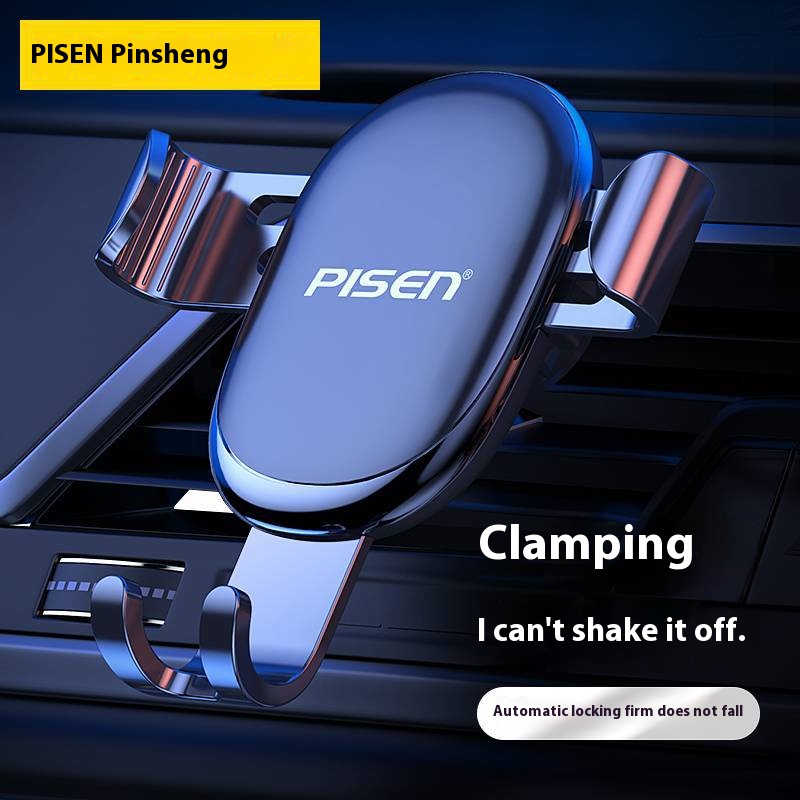 PISEN Pinsheng
PISEN®
Clamping
I can't shake it off.
Automatic locking firm does not fall